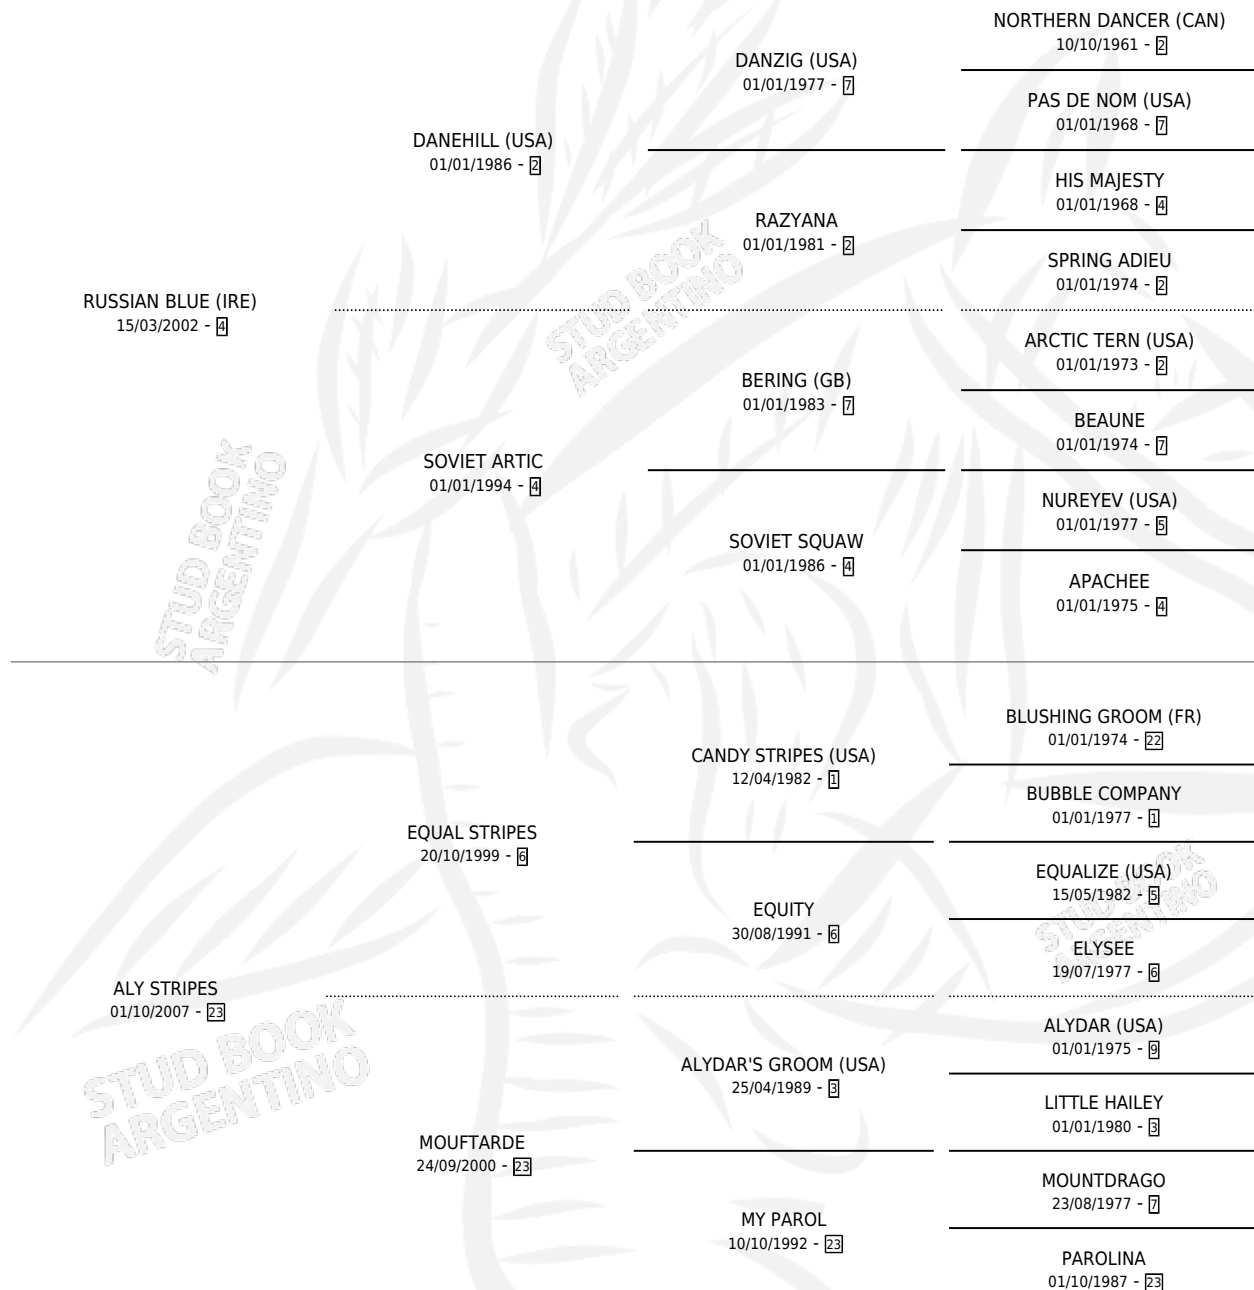 NORTHERN DANCER (CAN)
10/10/1961 - 2
DANZIG (USA)
01/01/1977 - 7
PAS DE NOM (USA)
01/01/1968 - 7
DANEHILL (USA)
01/01/1986 - 2
HIS MAJESTY
01/01/1968 - 4
RAZYANA
01/01/1981 - 2
SPRING ADIEU
01/01/1974 - 2
RUSSIAN BLUE (IRE)
15/03/2002 - 4
ARCTIC TERN (USA)
01/01/1973 - 2
BERING (GB)
01/01/1983 - 7
BEAUNE
01/01/1974 - 7
SOVIET ARTIC
01/01/1994 - 4
NUREYEV (USA)
01/01/1977 - 5
SOVIET SQUAW
01/01/1986 - 4
APACHEE
01/01/1975 - 4
BLUSHING GROOM (FR)
01/01/1974 - 22
CANDY STRIPES (USA)
12/04/1982 - 1
BUBBLE COMPANY
01/01/1977 - 1
EQUAL STRIPES
20/10/1999 - 6
EQUALIZE (USA)
15/05/1982 - 5
EQUITY
30/08/1991 - 6
ELYSEE
19/07/1977 - 6
ALY STRIPES
01/10/2007 - 23
ALYDAR (USA)
01/01/1975 - 9
ALYDAR'S GROOM (USA)
25/04/1989 - 3
LITTLE HAILEY
01/01/1980 - 3
MOUFTARDE
24/09/2000 - 23
MOUNTDRAGO
23/08/1977 - 7
MY PAROL
10/10/1992 - 23
PAROLINA
01/10/1987 - 23
STUD BOOK
ARGENTINO
STUD BOOK
ARGENTINO
STUD BOOK
ARGENTINO
STUD BOOK
ARGENTINO